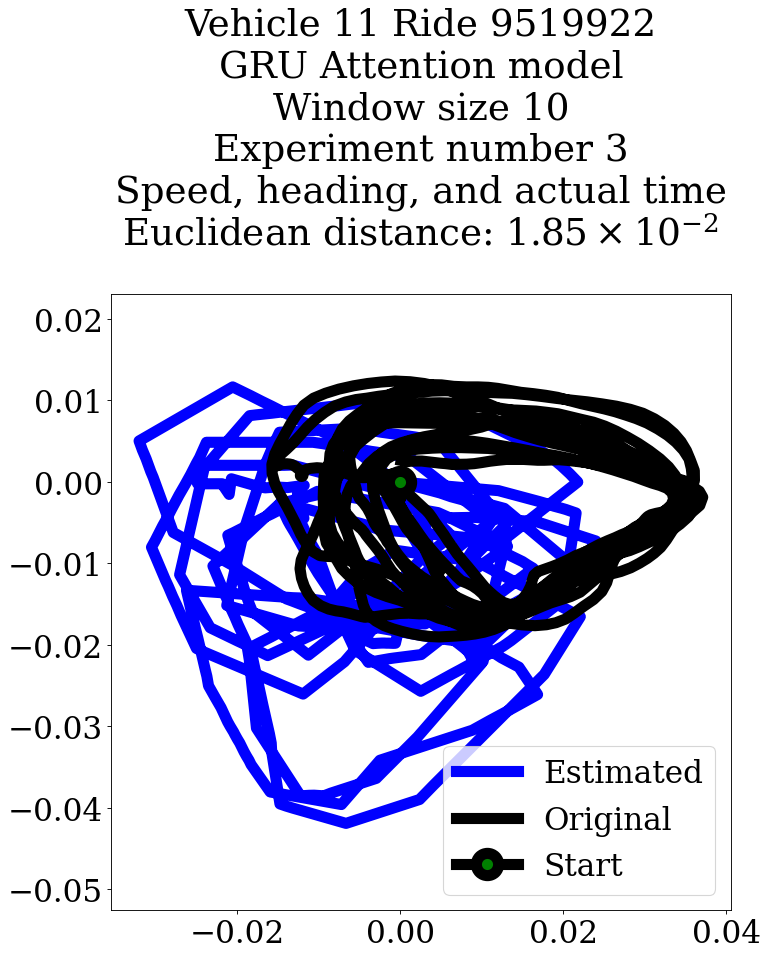 Vehicle 11 Ride 9519922
GRU Attention model
Window size 10
Experiment number 3
Speed, heading, and actual time
Euclidean distance: 1.85 × 10⁻²
0.02
0.01
0.00
−0.01
−0.02
−0.03
−0.04
−0.05
Estimated
Original
Start
−0.02 0.00 0.02 0.04